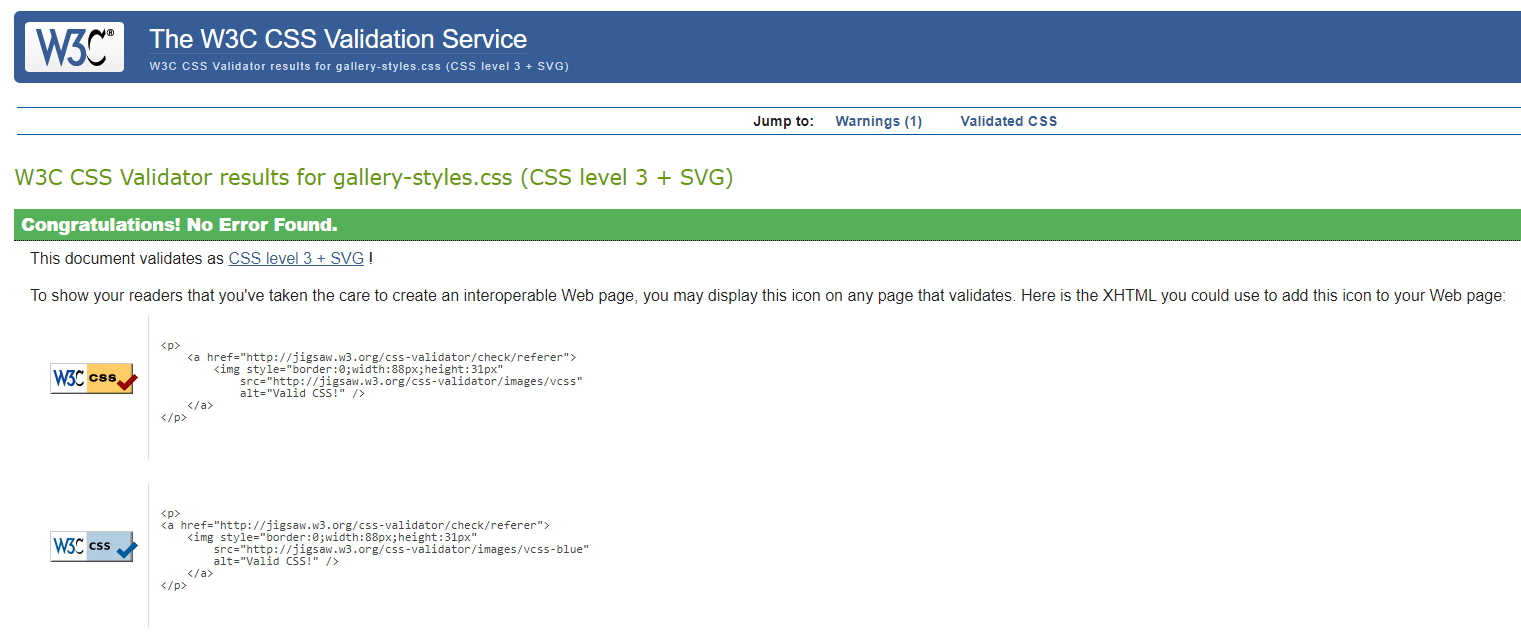 W3C® The W3C CSS Validation Service
W3C CSS Validator results for gallery-styles.css (CSS level 3 + SVG)
Jump to: Warnings (1) Validated CSS
W3C CSS Validator results for gallery-styles.css (CSS level 3 + SVG)
Congratulations! No Error Found.
This document validates as CSS level 3 + SVG !
To show your readers that you've taken the care to create an interoperable Web page, you may display this icon on any page that validates. Here is the XHTML you could use to add this icon to your Web page:
W3C css
<p>
<a href="http://jigsaw.w3.org/css-validator/check/referer">
<img style="border:0;width:88px;height:31px"
src="http://jigsaw.w3.org/css-validator/images/vcss"
alt="Valid CSS!" />
</a>
</p>
W3C css
<p>
<a href="http://jigsaw.w3.org/css-validator/check/referer">
<img style="border:0;width:88px;height:31px"
src="http://jigsaw.w3.org/css-validator/images/vcss-blue"
alt="Valid CSS!" />
</a>
</p>